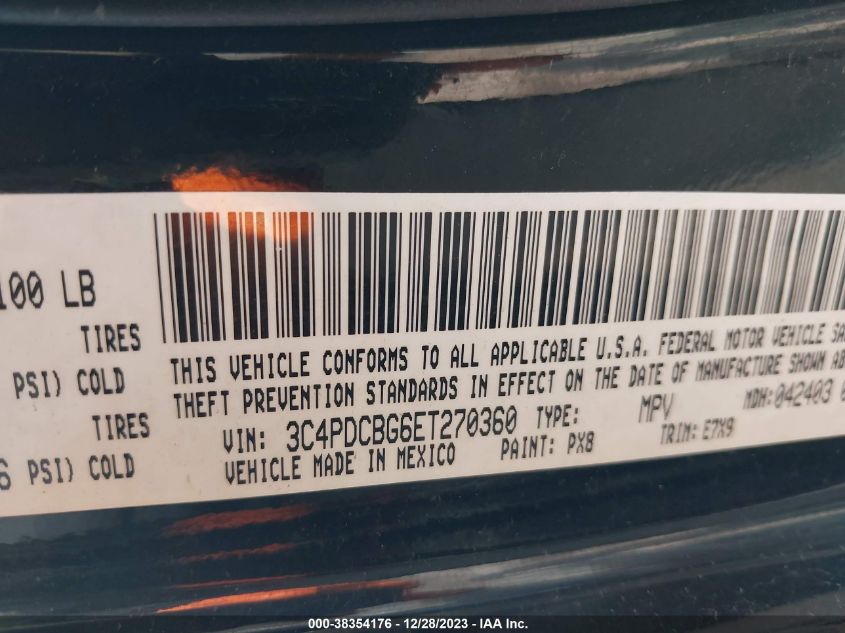 100 LB
TIRES
PSI) COLD
TIRES
6 PSI) COLD
THIS VEHICLE CONFORMS TO ALL APPLICABLE U.S.A. FEDERAL MOTOR VEHICLE SA
THEFT PREVENTION STANDARDS IN EFFECT ON THE DATE OF MANUFACTURE SHOWN AB
VIN: 3C4PDCBG6ET270360 TYPE: MPV MDH:042403 0
VEHICLE MADE IN MEXICO PAINT: PX8 TRIM: E7X9
000-38354176 - 12/28/2023 - IAA Inc.